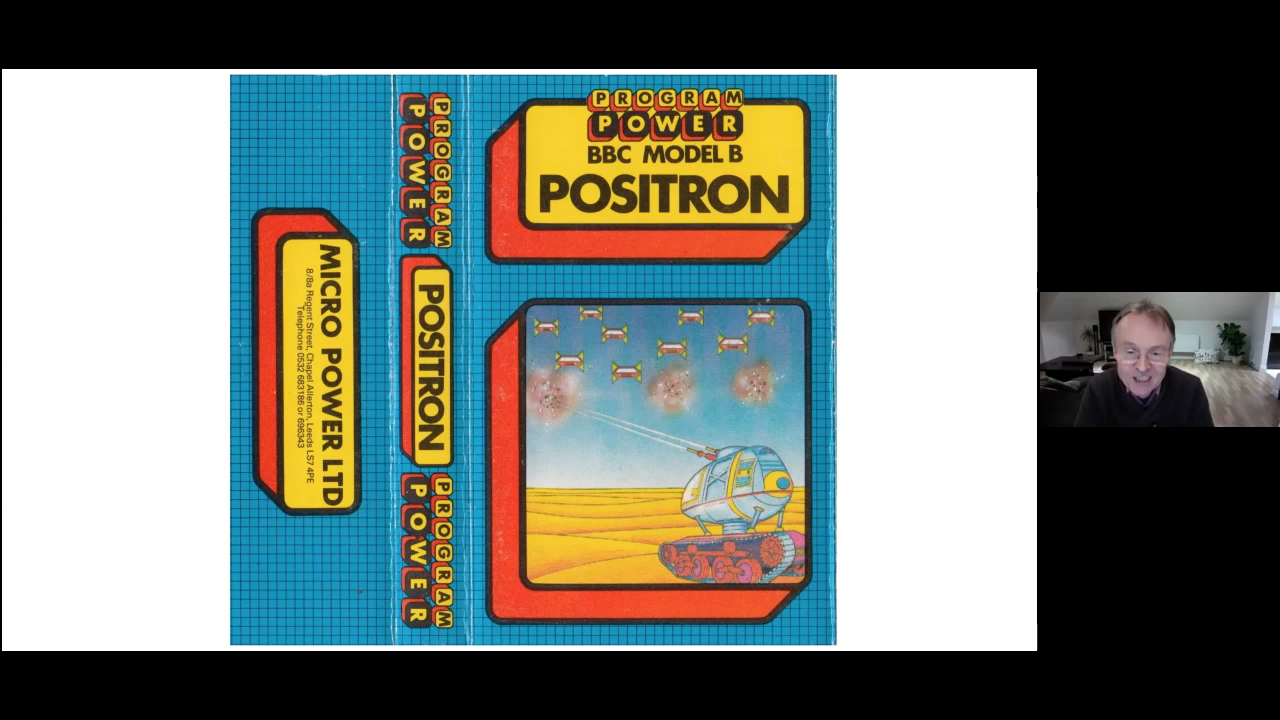 PROGRAM
POWER
BBC MODEL B
POSITRON
PROGRAM
POWER
POSITRON
PROGRAM
POWER
MICRO POWER LTD
8/8a Regent Street, Chapel Allerton, Leeds LS7 4PE
Telephone 0532 683186 or 696343